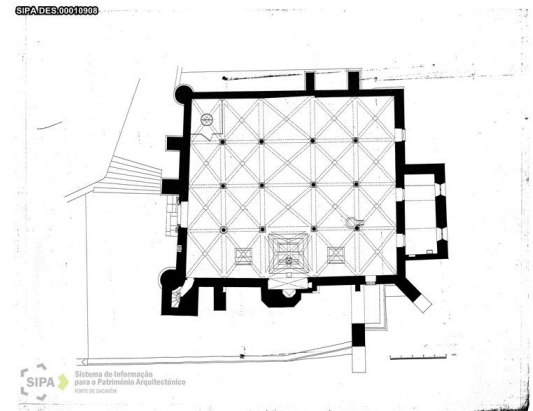 SIPA.DES.00010908
SIPA
Sistema de Informação
para o Património Arquitectónico
FORTE DE SACAVÉM